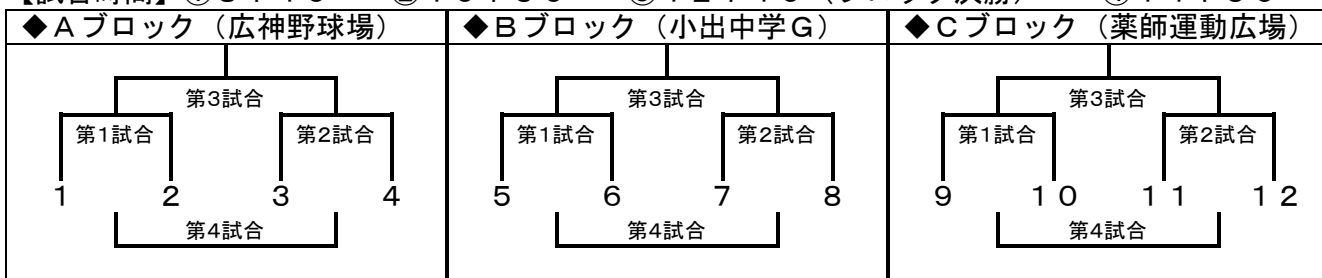 ◆Aブロック（広神野球場） ◆Bブロック（小出中学G） ◆Cブロック（薬師運動広場）
第3試合 第3試合 第3試合
第1試合 第2試合 第1試合 第2試合 第1試合 第2試合
1 2 3 4 5 6 7 8 9 10 11 12
第4試合 第4試合 第4試合